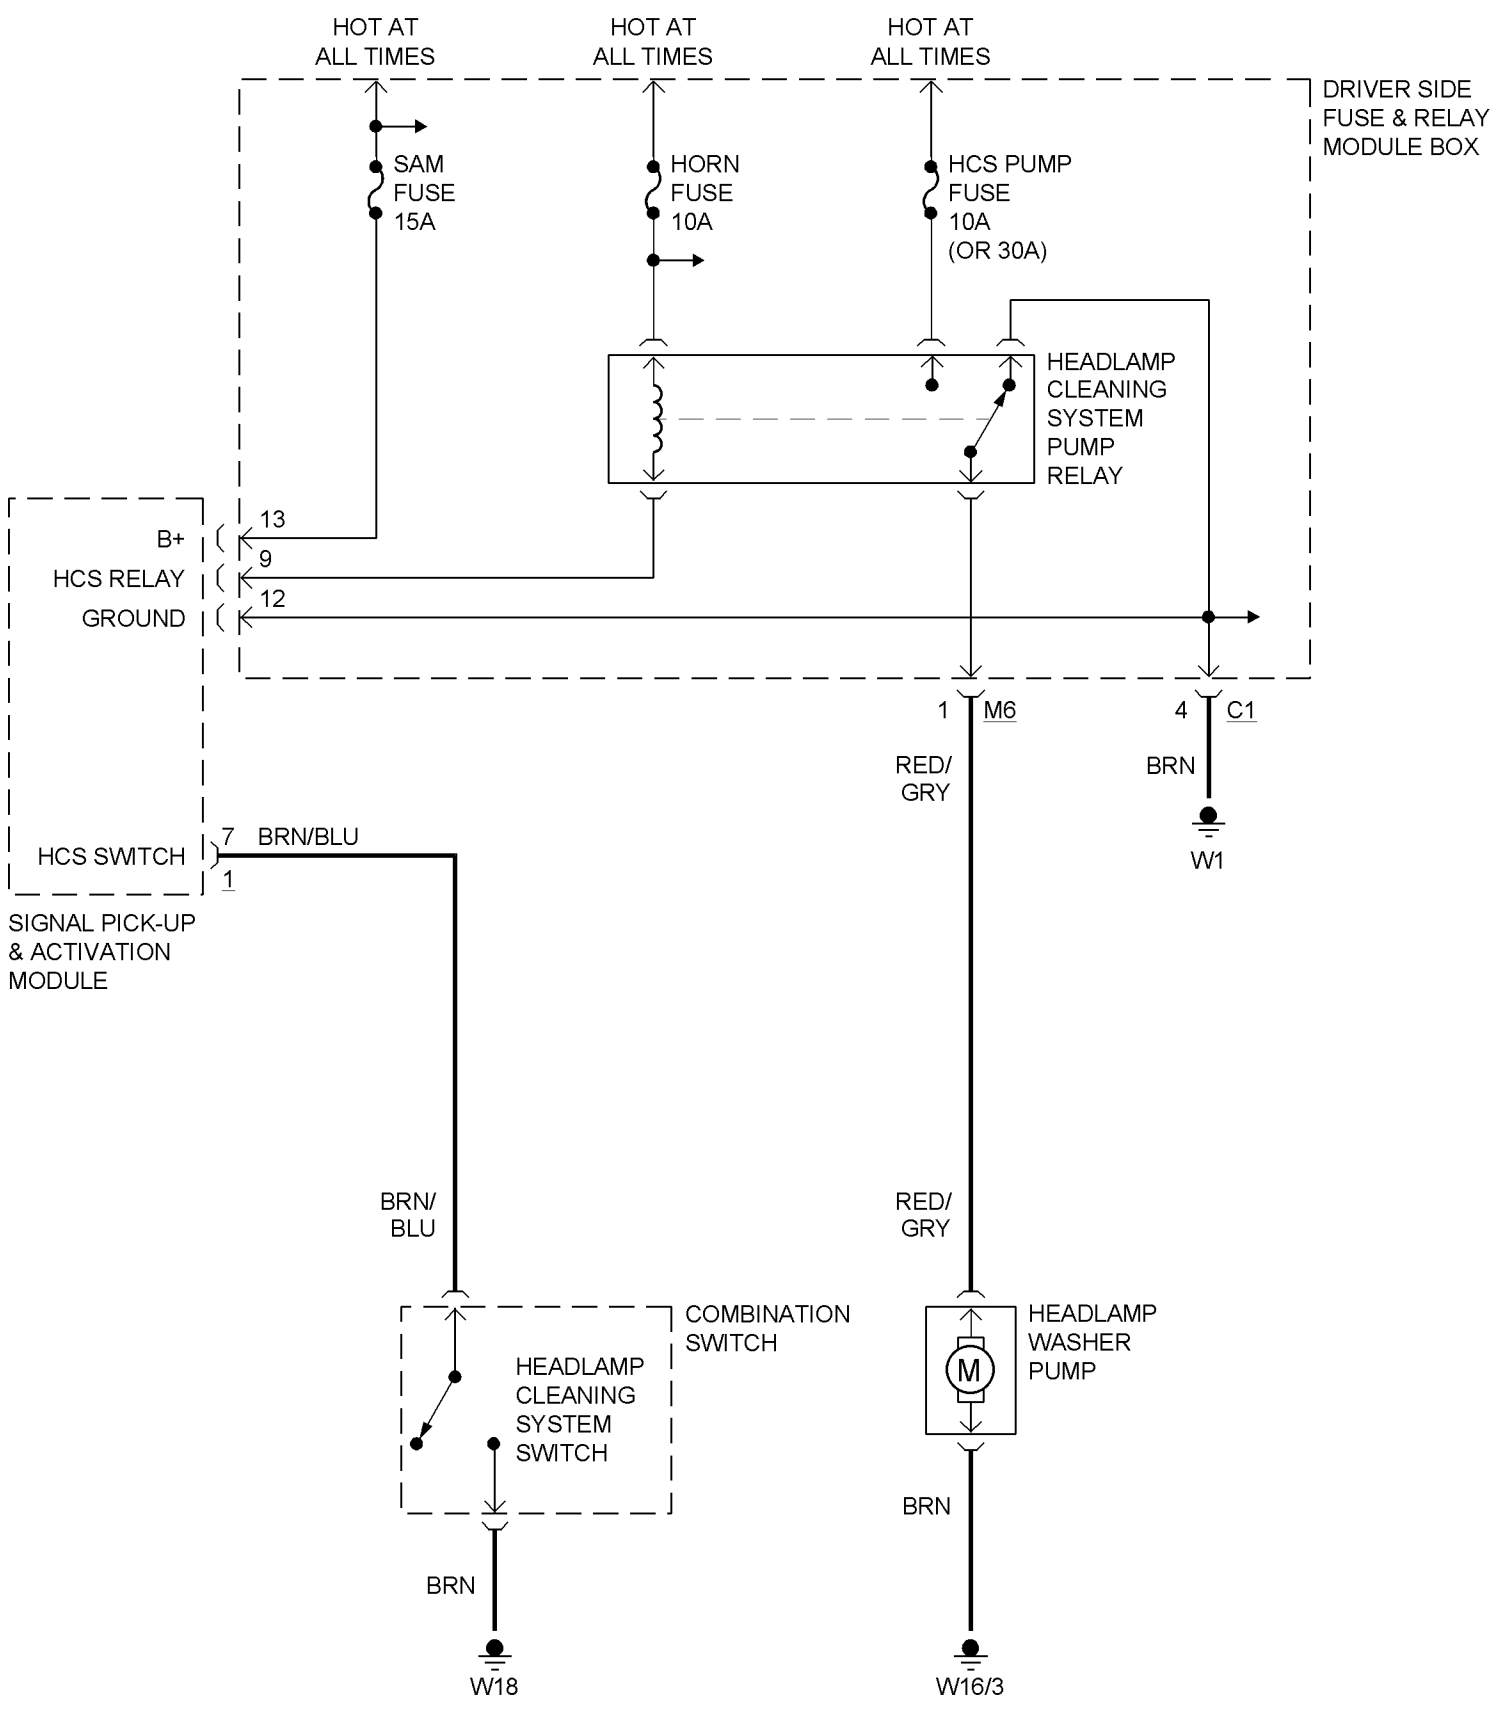 HOT AT
ALL TIMES
HOT AT
ALL TIMES
HOT AT
ALL TIMES
DRIVER SIDE
FUSE & RELAY
MODULE BOX
SAM
FUSE
15A
HORN
FUSE
10A
HCS PUMP
FUSE
10A
(OR 30A)
HEADLAMP
CLEANING
SYSTEM
PUMP
RELAY
B+
13
HCS RELAY
9
GROUND
12
1 M6
4 C1
RED/
GRY
BRN
W1
HCS SWITCH
7 BRN/BLU
1
SIGNAL PICK-UP
& ACTIVATION
MODULE
BRN/
BLU
RED/
GRY
COMBINATION
SWITCH
HEADLAMP
CLEANING
SYSTEM
SWITCH
HEADLAMP
WASHER
PUMP
M
BRN
BRN
W18
W16/3